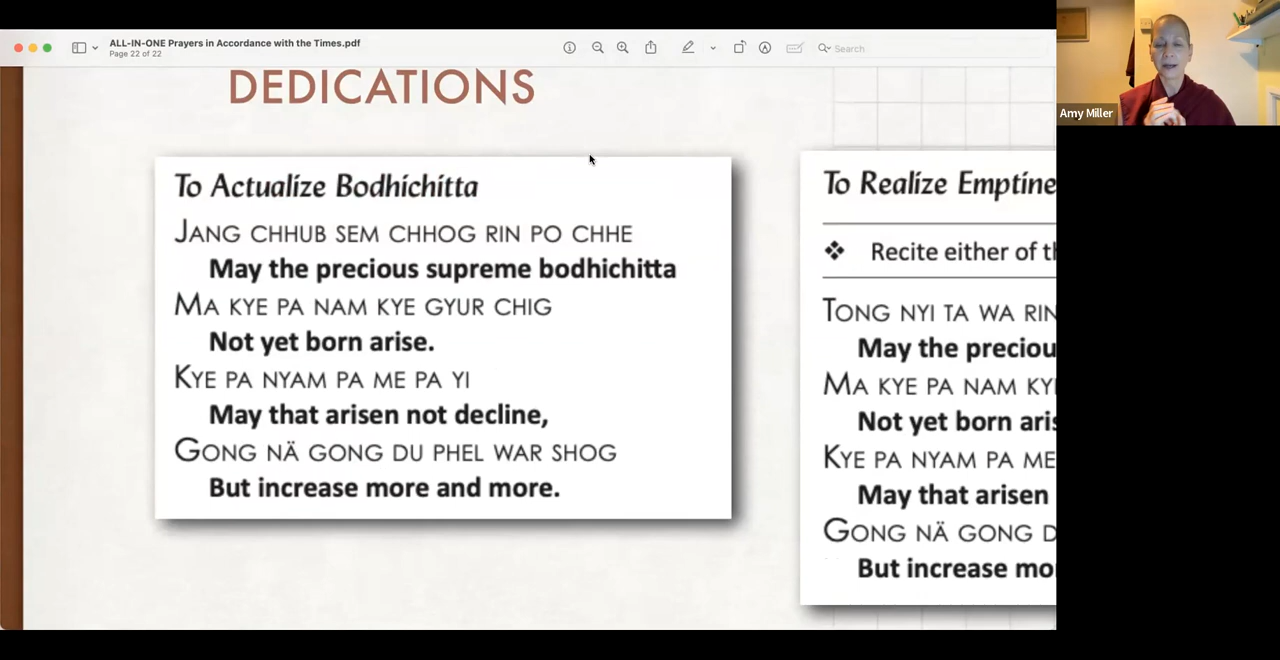 ALL-IN-ONE Prayers in Accordance with the Times.pdf
Page 22 of 22
Search
Amy Miller
DEDICATIONS
To Actualize Bodhichitta
JANG CHHUB SEM CHHOG RIN PO CHHE
May the precious supreme bodhichitta
MA KYE PA NAM KYE GYUR CHIG
Not yet born arise.
KYE PA NYAM PA ME PA YI
May that arisen not decline,
GONG NÄ GONG DU PHEL WAR SHOG
But increase more and more.
To Realize
Recite either of
TONG NYI TA WA RIN
May the
MA KYE PA NAM
Not yet born
KYE PA NYAM PA ME
May that arisen
GONG NÄ GONG
But increase